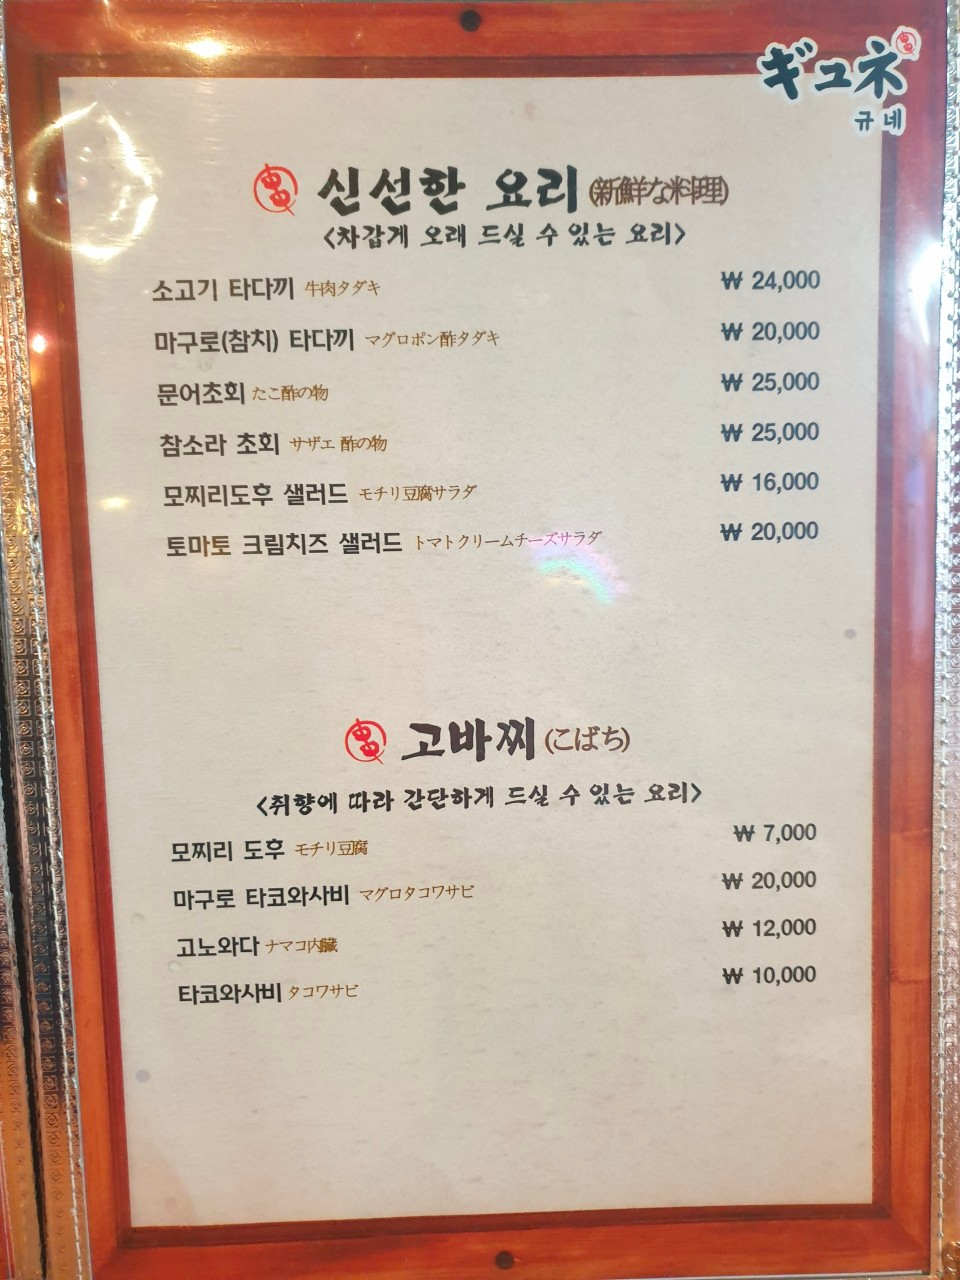 ギュネ
규네
신선한 요리 (新鮮な料理)
<차갑게 오래 드실 수 있는 요리>
소고기 타다끼 牛肉タダキ ₩ 24,000
마구로(참치) 타다끼 マグロポン酢タダキ ₩ 20,000
문어초회 たこ酢の物 ₩ 25,000
참소라 초회 サザエ 酢の物 ₩ 25,000
모찌리도후 샐러드 モチリ豆腐サラダ ₩ 16,000
토마토 크림치즈 샐러드 トマトクリームチーズサラダ ₩ 20,000
고바찌 (こばち)
<취향에 따라 간단하게 드실 수 있는 요리>
모찌리 도후 モチリ豆腐 ₩ 7,000
마구로 타코와사비 マグロタコワサビ ₩ 20,000
고노와다 ナマコ内臓 ₩ 12,000
타코와사비 タコワサビ ₩ 10,000